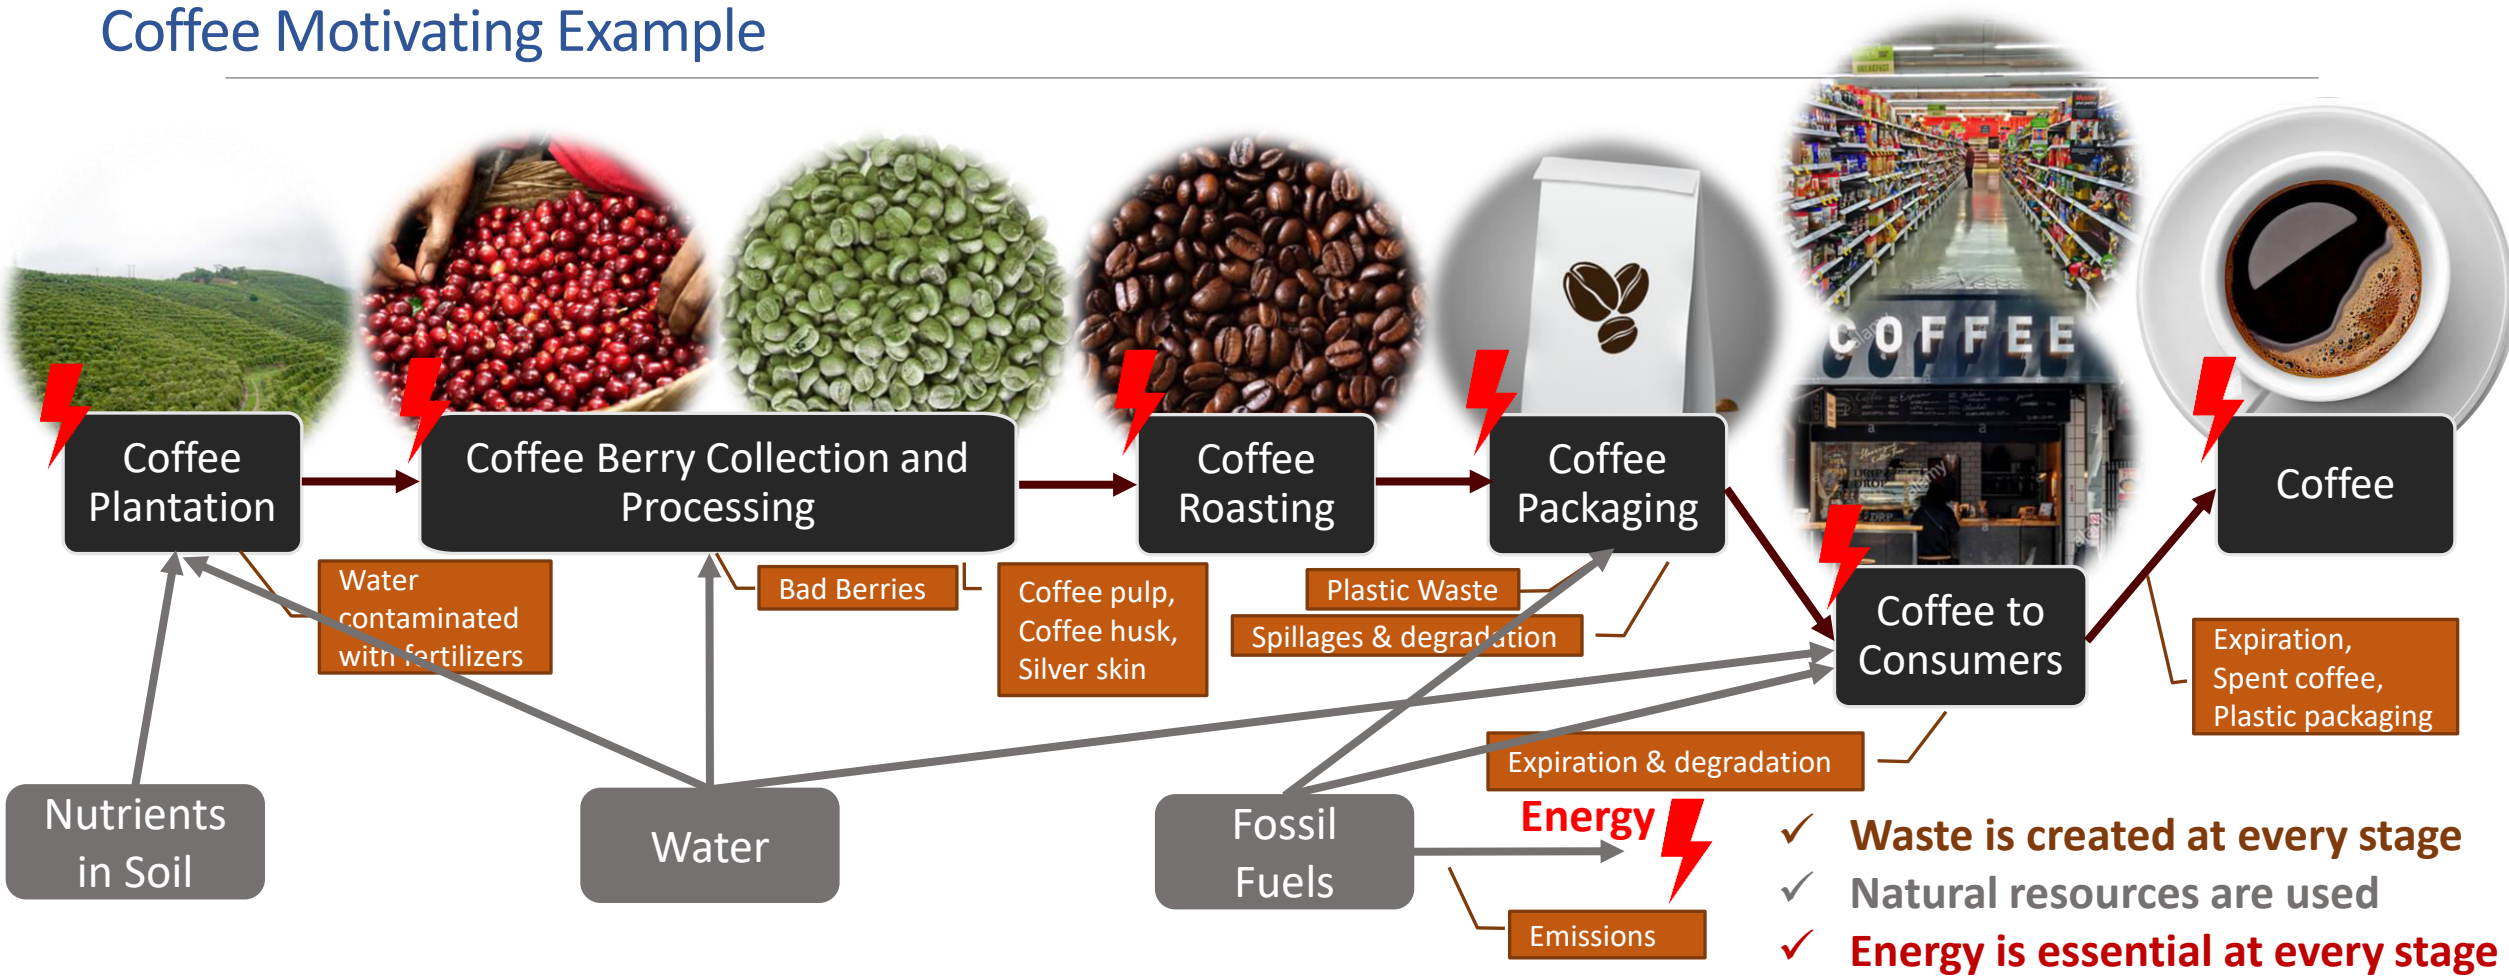 Coffee Motivating Example
COFFEE
Coffee
Plantation
Coffee Berry Collection and
Processing
Coffee
Roasting
Coffee
Packaging
Coffee to
Consumers
Coffee
Water
contaminated
with fertilizers
Bad Berries
Coffee pulp,
Coffee husk,
Silver skin
Plastic Waste
Spillages & degradation
Expiration & degradation
Expiration,
Spent coffee,
Plastic packaging
Nutrients
in Soil
Water
Fossil
Fuels
Energy
Emissions
✓ Waste is created at every stage
✓ Natural resources are used
✓ Energy is essential at every stage